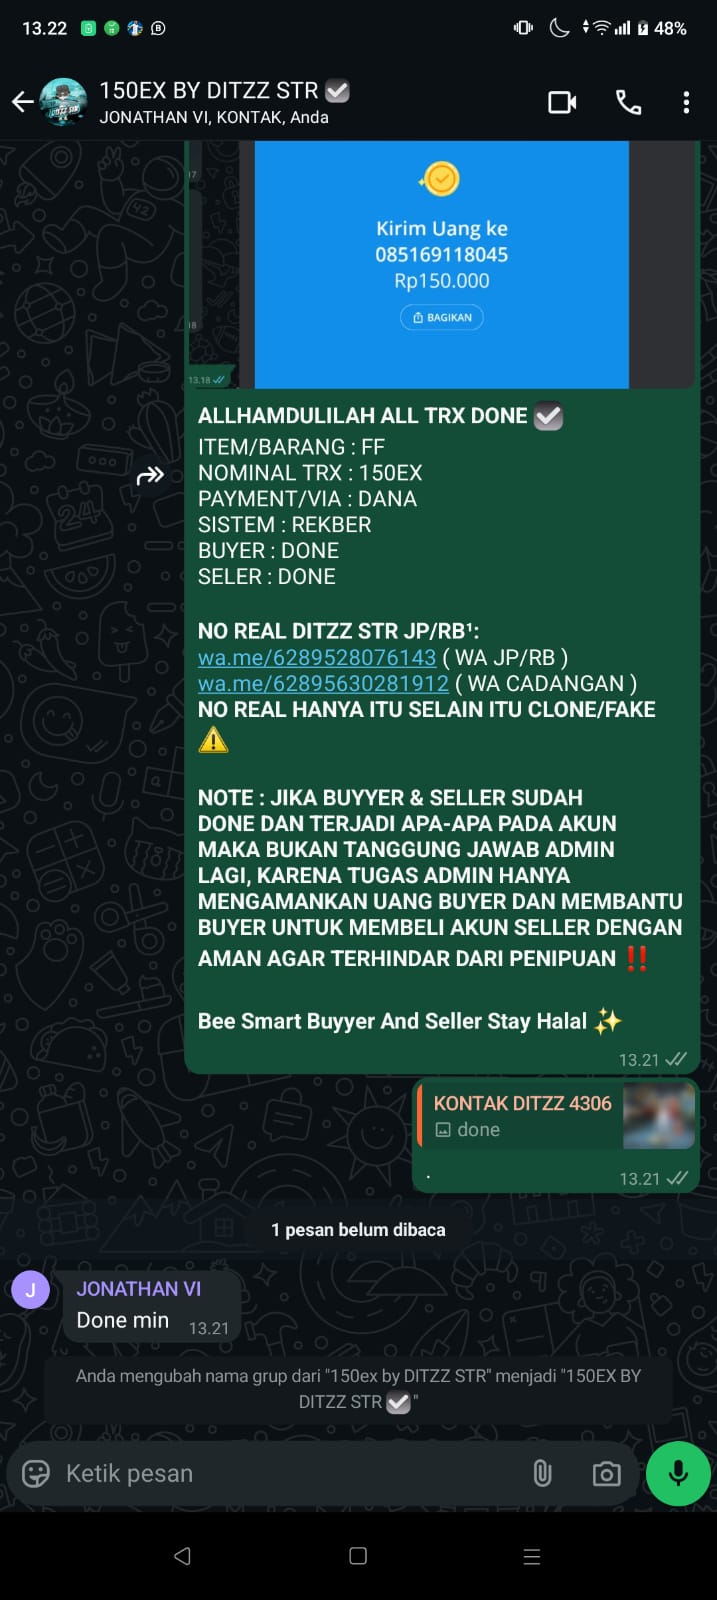 13.22
48%
150EX BY DITZZ STR ☑️
JONATHAN VI, KONTAK, Anda
17
Kirim Uang ke
085169118045
Rp150.000
BAGIKAN
18
13.18
ALLHAMDULILAH ALL TRX DONE ☑️
ITEM/BARANG : FF
NOMINAL TRX : 150EX
PAYMENT/VIA : DANA
SISTEM : REKBER
BUYER : DONE
SELER : DONE
NO REAL DITZZ STR JP/RB¹:
wa.me/6289528076143 ( WA JP/RB )
wa.me/62895630281912 ( WA CADANGAN )
NO REAL HANYA ITU SELAIN ITU CLONE/FAKE
⚠️
NOTE : JIKA BUYYER & SELLER SUDAH
DONE DAN TERJADI APA-APA PADA AKUN
MAKA BUKAN TANGGUNG JAWAB ADMIN
LAGI, KARENA TUGAS ADMIN HANYA
MENGAMANKAN UANG BUYER DAN MEMBANTU
BUYER UNTUK MEMBELI AKUN SELLER DENGAN
AMAN AGAR TERHINDAR DARI PENIPUAN ‼️
Bee Smart Buyyer And Seller Stay Halal ✨
13.21
KONTAK DITZZ 4306
done
.
13.21
1 pesan belum dibaca
J
JONATHAN VI
Done min
13.21
Anda mengubah nama grup dari "150ex by DITZZ STR" menjadi "150EX BY
DITZZ STR ☑️"
Ketik pesan